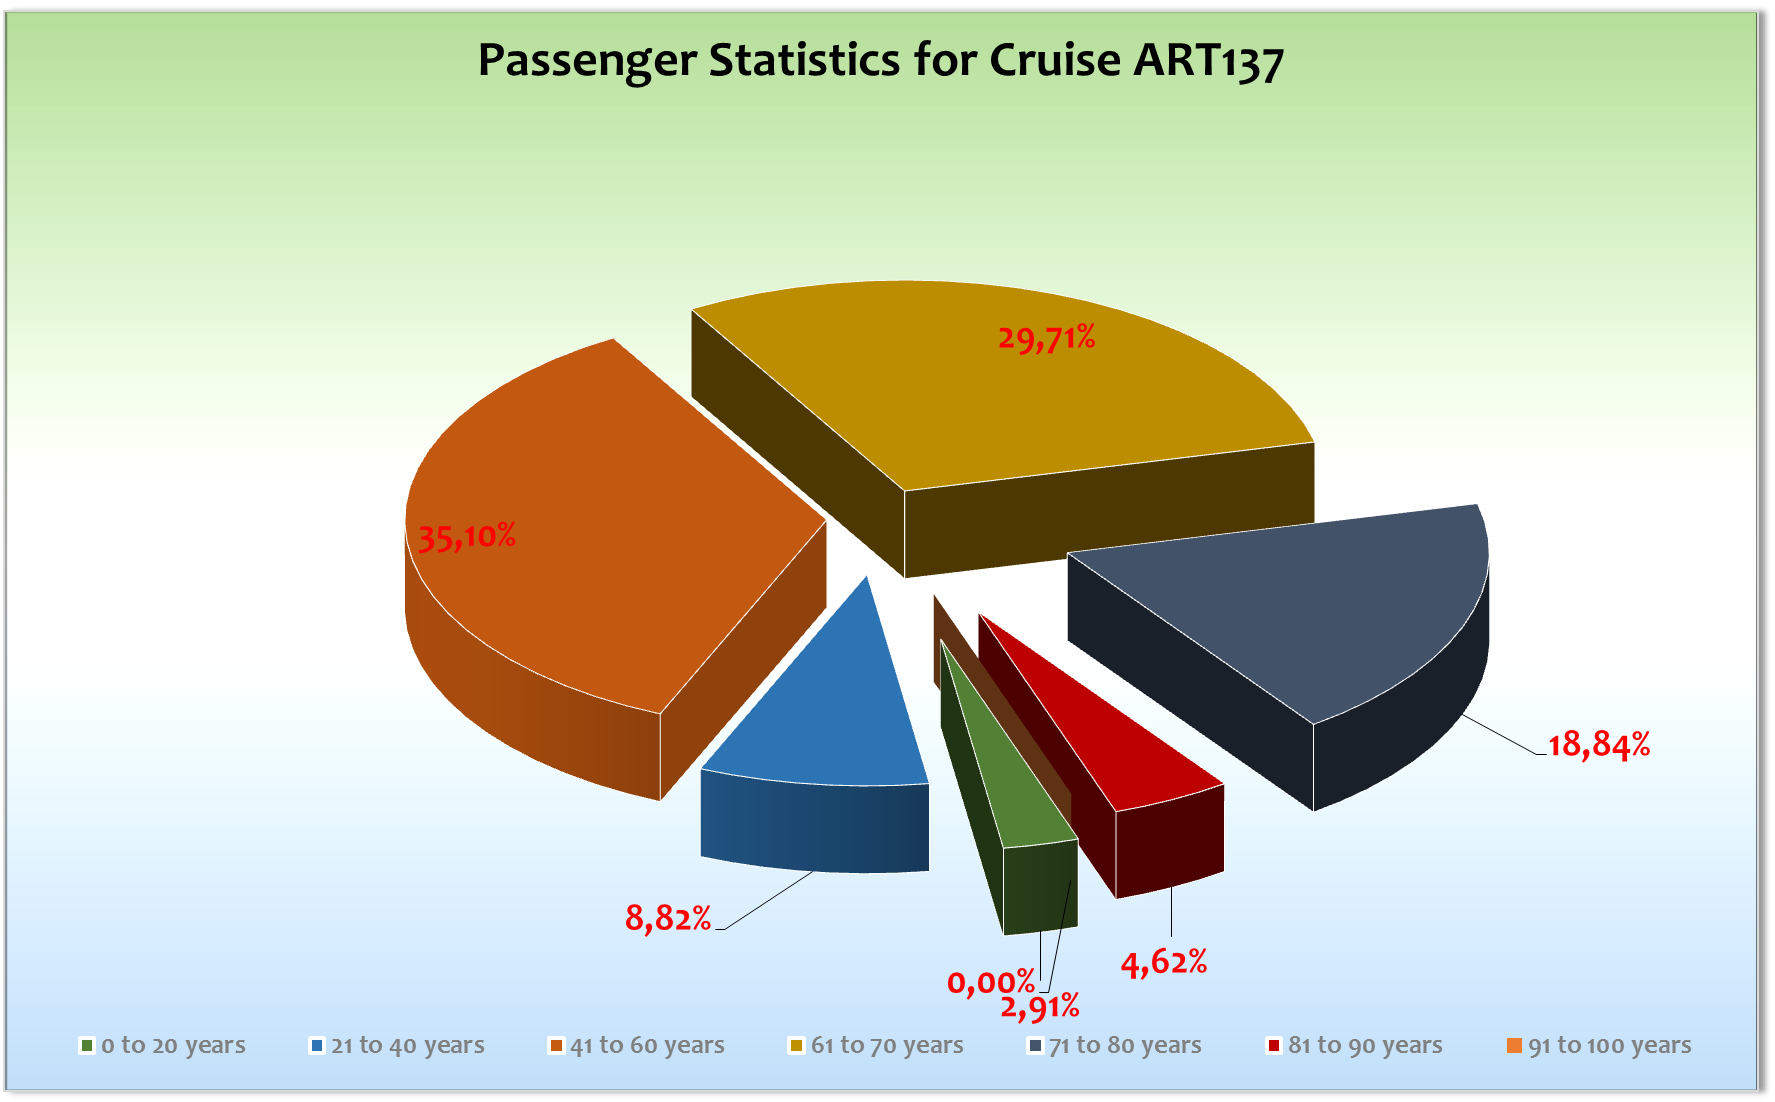 Passenger Statistics for Cruise ART137
29,71%
35,10%
18,84%
8,82%
4,62%
0,00%
2,91%
0 to 20 years
21 to 40 years
41 to 60 years
61 to 70 years
71 to 80 years
81 to 90 years
91 to 100 years